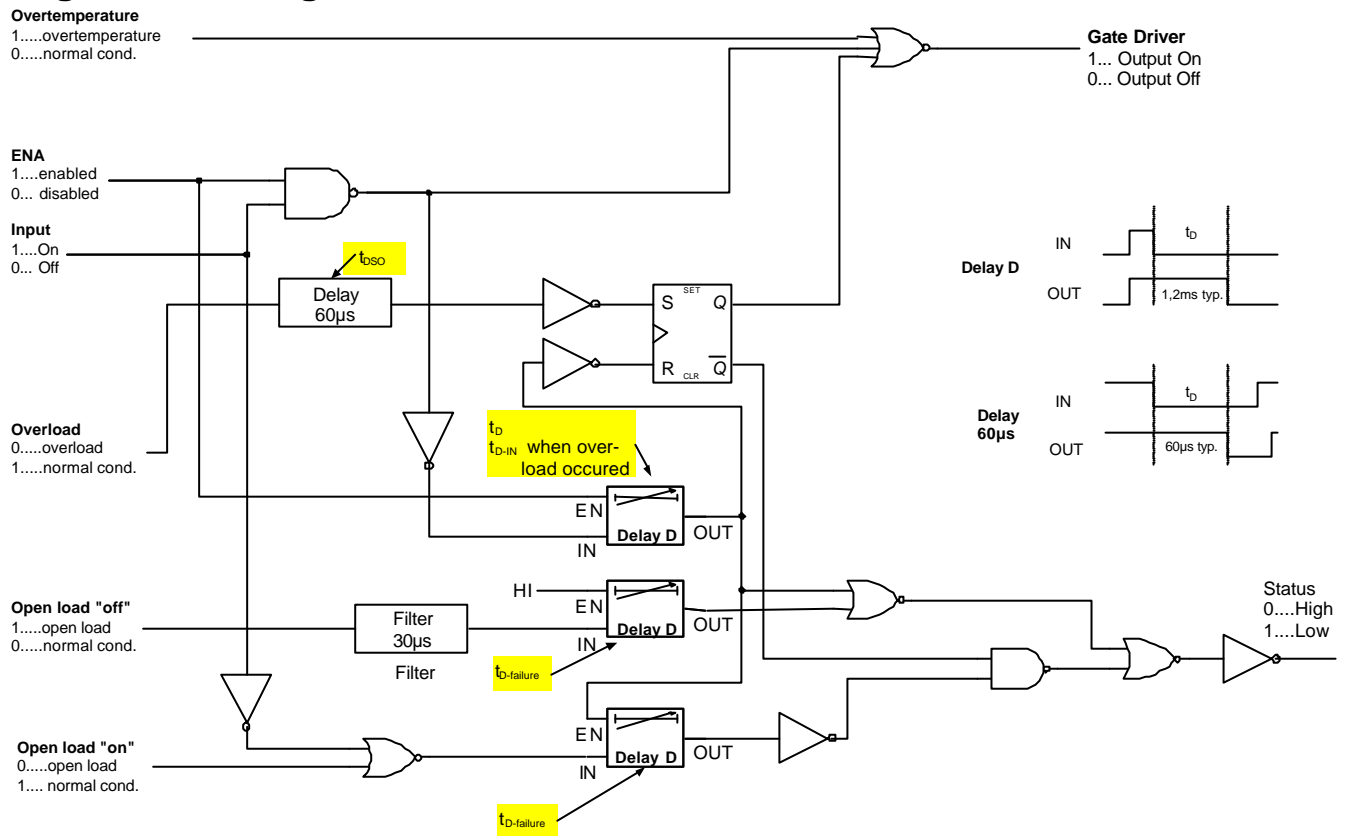 Overtemperature
1.....overtemperature
0.....normal cond.
Gate Driver
1... Output On
0... Output Off
ENA
1....enabled
0... disabled
Input
1....On
0... Off
tDSO
Delay
60µs
S
SET
Q
R
CLR
Q
Delay D
IN
OUT
tD
1,2ms typ.
Delay
60µs
IN
OUT
tD
60µs typ.
Overload
0.....overload
1.....normal cond.
tD
tD-IN when over-
load occured
EN
IN
Delay D
OUT
Open load "off"
1.....open load
0.....normal cond.
Filter
30µs
Filter
HI
EN
IN
Delay D
OUT
tD-failure
Status
0....High
1....Low
Open load "on"
0.....open load
1.... normal cond.
EN
IN
Delay D
OUT
tD-failure